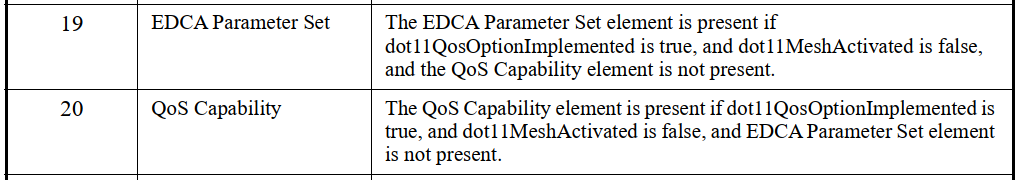 19 EDCA Parameter Set The EDCA Parameter Set element is present if
dot11QosOptionImplemented is true, and dot11MeshActivated is false,
and the QoS Capability element is not present.
20 QoS Capability The QoS Capability element is present if dot11QosOptionImplemented is
true, and dot11MeshActivated is false, and EDCA Parameter Set element
is not present.